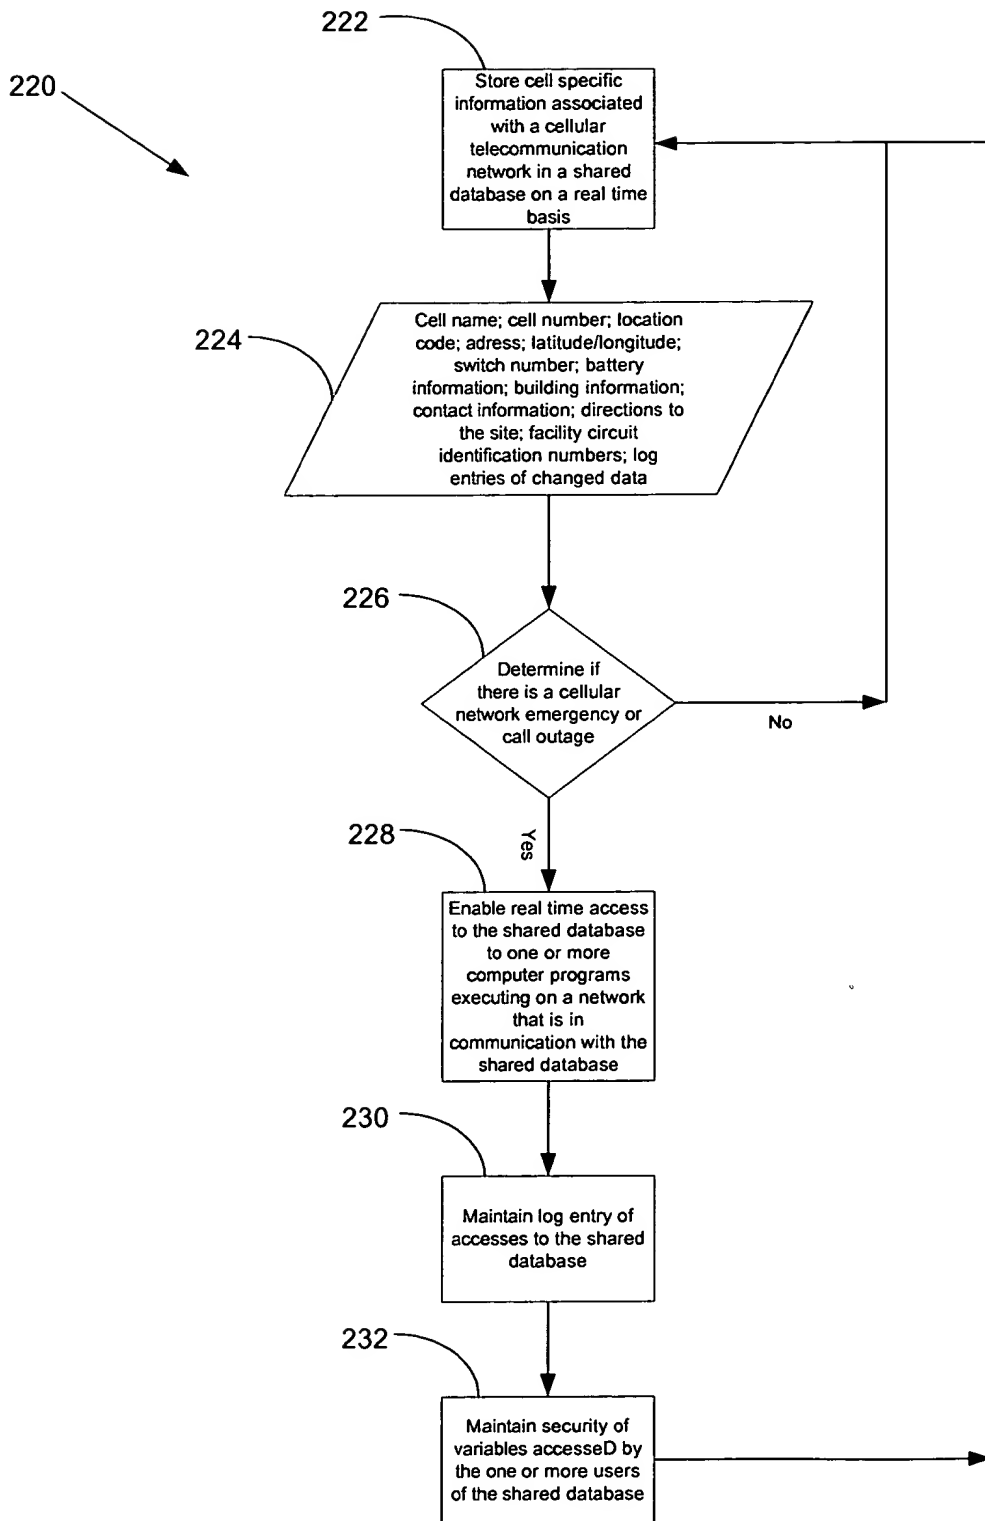 222
220
Store cell specific
information associated
with a cellular
telecommunication
network in a shared
database on a real time
basis
224
Cell name; cell number; location
code; adress; latitude/longitude;
switch number; battery
information; building information;
contact information; directions to
the site; facility circuit
identification numbers; log
entries of changed data
226
Determine if
there is a cellular
network emergency or
call outage
No
Yes
228
Enable real time access
to the shared database
to one or more
computer programs
executing on a network
that is in
communication with the
shared database
230
Maintain log entry of
accesses to the shared
database
232
Maintain security of
variables accesseD by
the one or more users
of the shared database